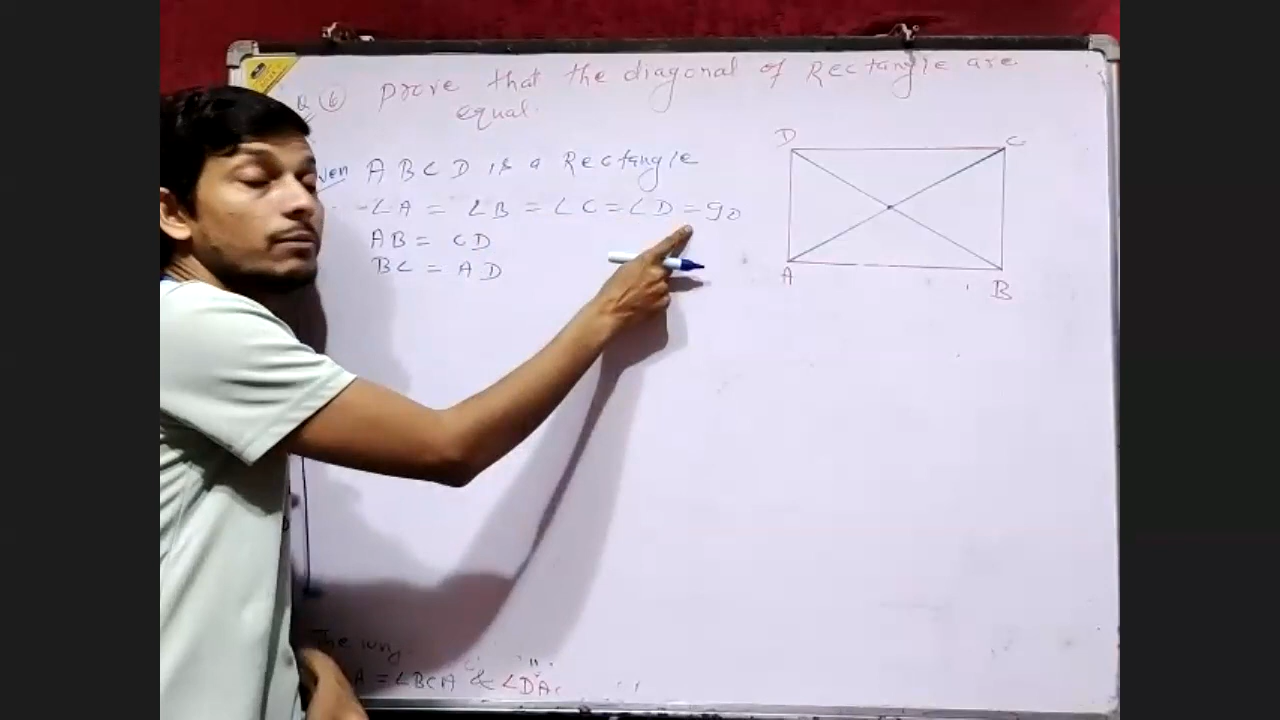 Q 6 Prove that the diagonal of Rectangle are
equal.
ven ABCD is a Rectangle
∠A = ∠B = ∠C = ∠D = 90
AB = CD
BC = AD
D
C
A
B
The
A = ∠BCA & ∠DAC